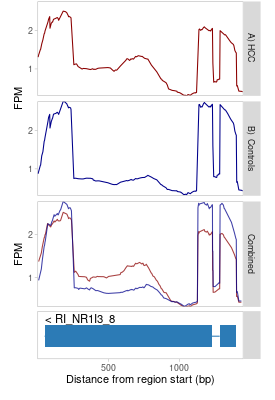 2
1
A) HCC
FPM
2
1
B) Controls
2
1
Combined
FPM
< RI_NR1I3_8
500
1000
Distance from region start (bp)